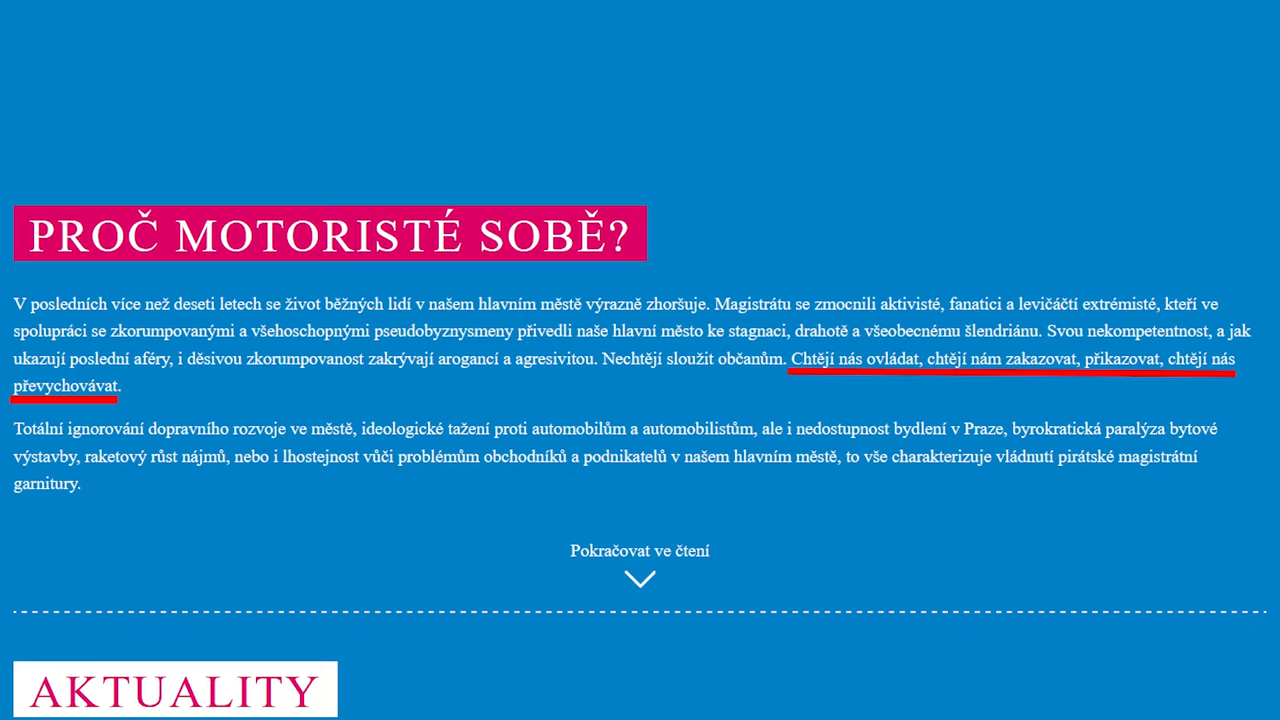 PROČ MOTORISTÉ SOBĚ?
V posledních více než deseti letech se život běžných lidí v našem hlavním městě výrazně zhoršuje. Magistrátu se zmocnili aktivisté, fanatici a levičáčtí extrémisté, kteří ve
spolupráci se zkorumpovanými a všehoschopnými pseudobyznysmeny přivedli naše hlavní město ke stagnaci, drahotě a všeobecnému šlendriánu. Svou nekompetentnost, a jak
ukazují poslední aféry, i děsivou zkorumpovanost zakrývají arogancí a agresivitou. Nechtějí sloužit občanům. Chtějí nás ovládat, chtějí nám zakazovat, přikazovat, chtějí nás
převychovávat.
Totální ignorování dopravního rozvoje ve městě, ideologické tažení proti automobilům a automobilistům, ale i nedostupnost bydlení v Praze, byrokratická paralýza bytové
výstavby, raketový růst nájmů, nebo i lhostejnost vůči problémům obchodníků a podnikatelů v našem hlavním městě, to vše charakterizuje vládnutí pirátské magistrátní
garnitury.
Pokračovat ve čtení
AKTUALITY